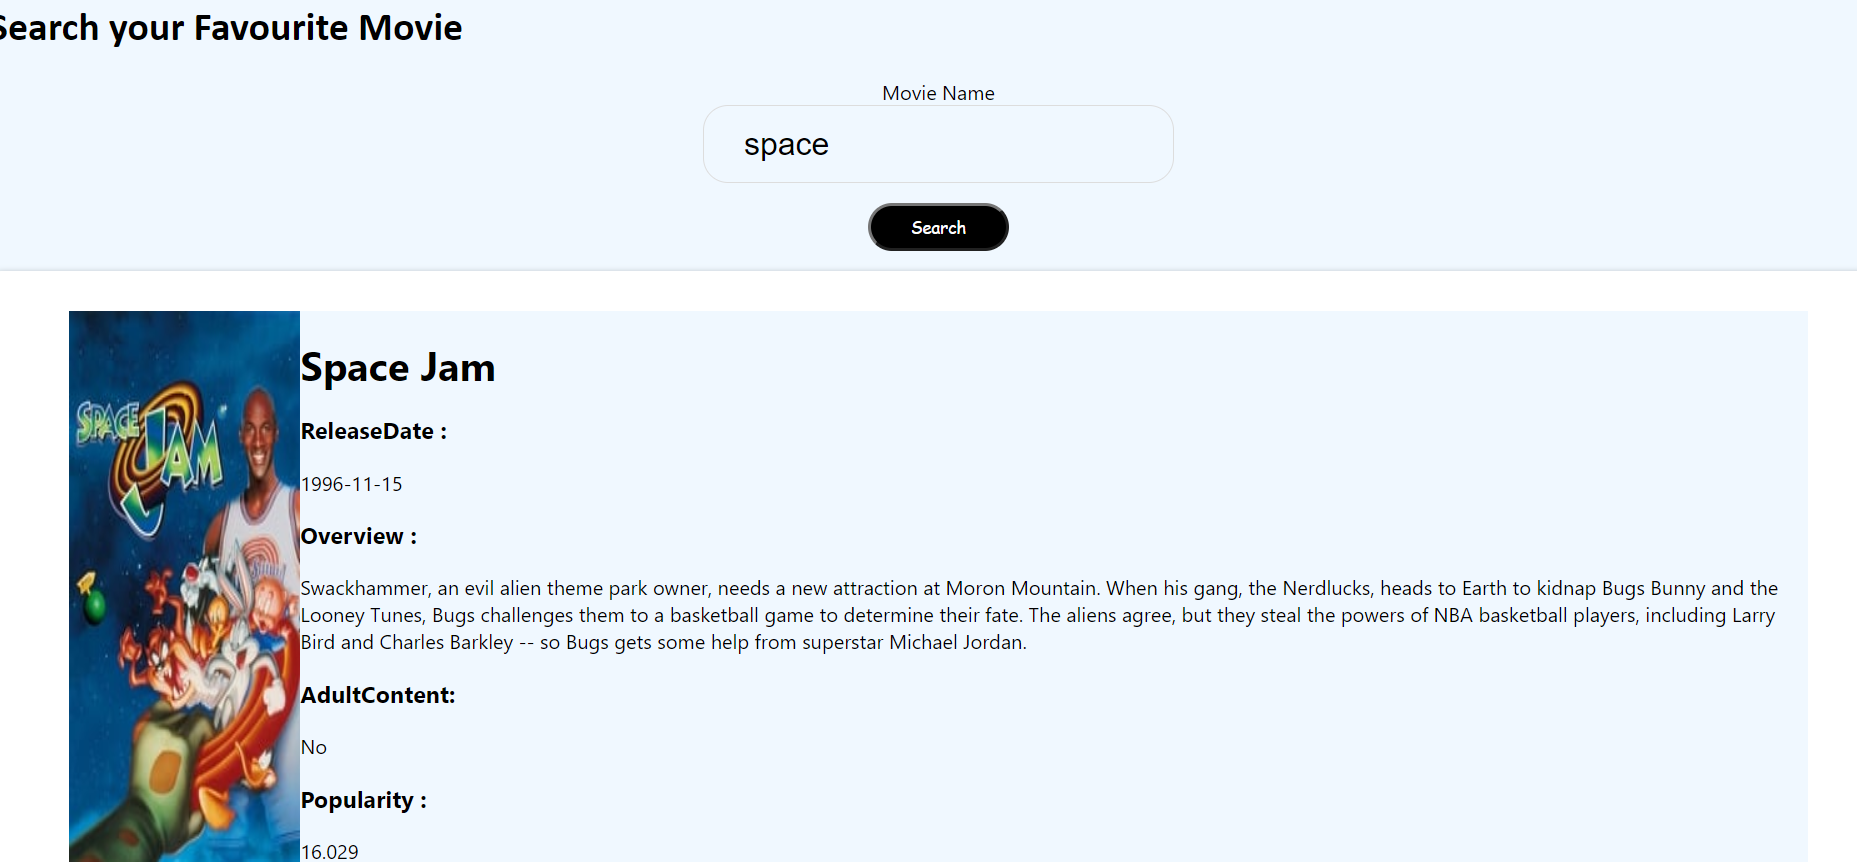 Search your Favourite Movie
Movie Name
space
Search
SPACE
JAM
Space Jam
ReleaseDate :
1996-11-15
Overview :
Swackhammer, an evil alien theme park owner, needs a new attraction at Moron Mountain. When his gang, the Nerdlucks, heads to Earth to kidnap Bugs Bunny and the
Looney Tunes, Bugs challenges them to a basketball game to determine their fate. The aliens agree, but they steal the powers of NBA basketball players, including Larry
Bird and Charles Barkley -- so Bugs gets some help from superstar Michael Jordan.
AdultContent:
No
Popularity :
16.029